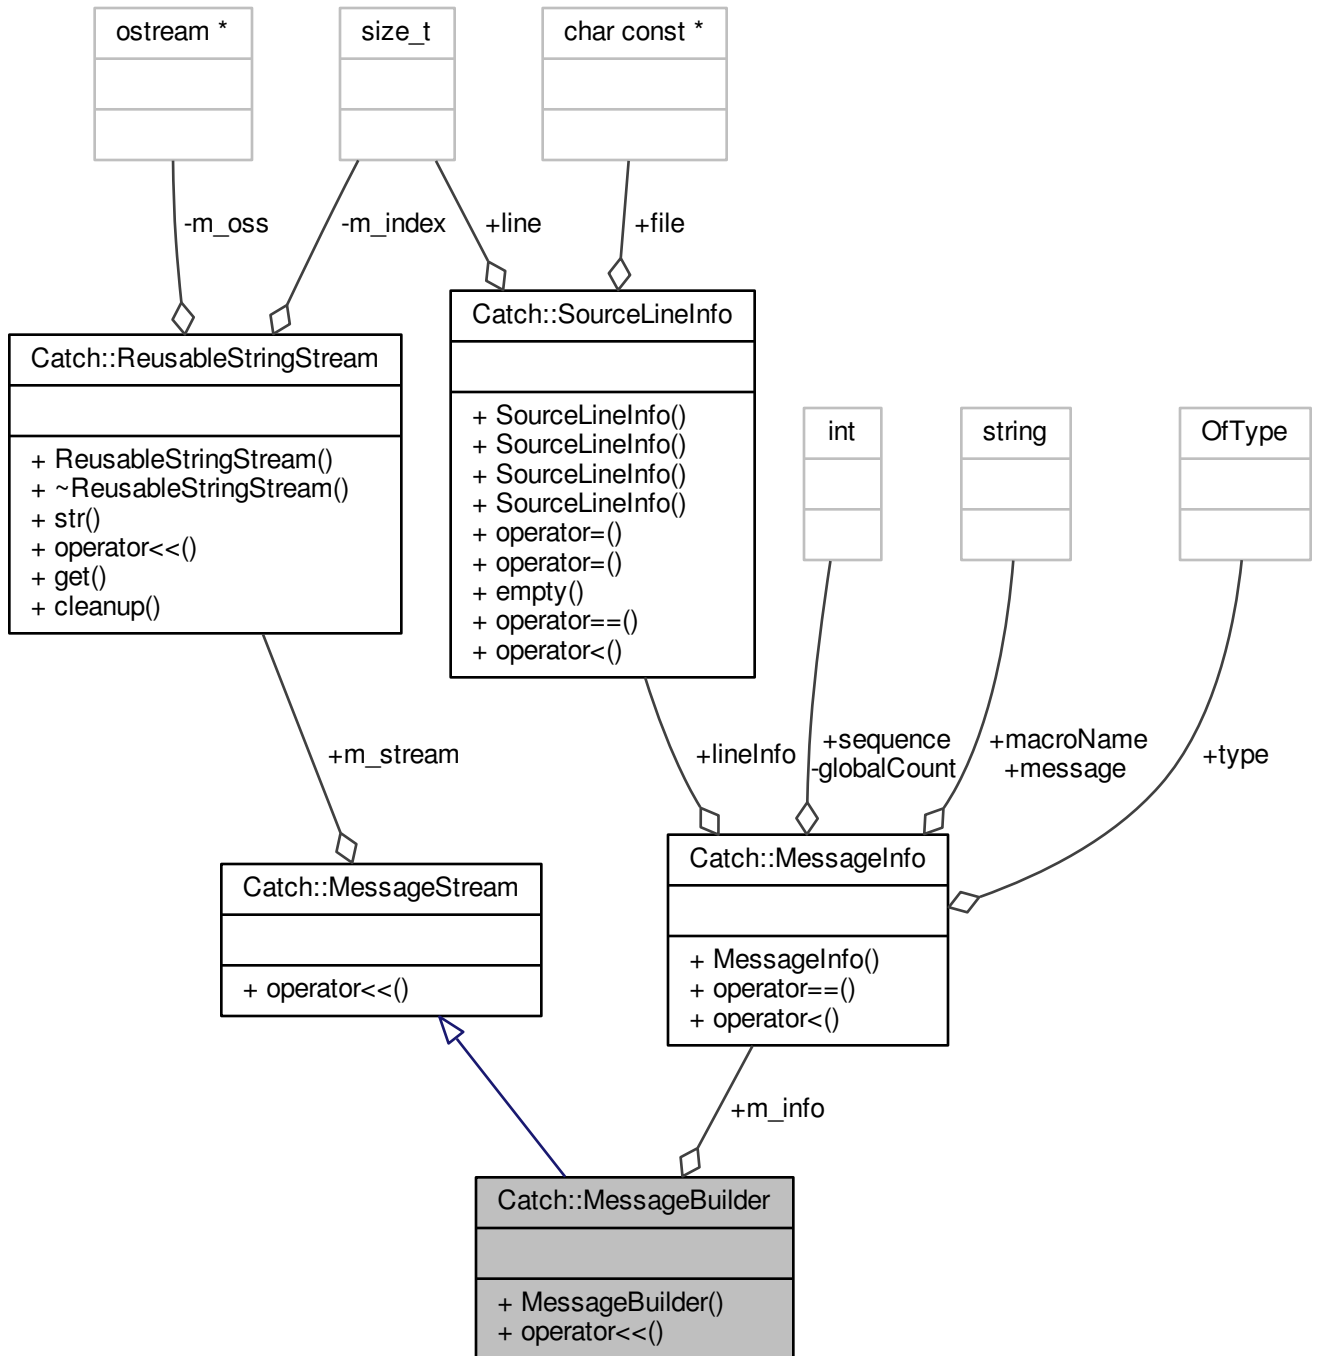 ostream *
size_t
char const *
-m_oss
-m_index
+line
+file
Catch::SourceLineInfo
Catch::ReusableStringStream
+ SourceLineInfo()
+ SourceLineInfo()
+ SourceLineInfo()
+ SourceLineInfo()
+ operator=()
+ operator=()
+ empty()
+ operator==()
+ operator<()
+ ReusableStringStream()
+ ~ReusableStringStream()
+ str()
+ operator<<()
+ get()
+ cleanup()
int
string
OfType
+m_stream
+lineInfo
+sequence
-globalCount
+macroName
+message
+type
Catch::MessageStream
+ operator<<()
Catch::MessageInfo
+ MessageInfo()
+ operator==()
+ operator<()
+m_info
Catch::MessageBuilder
+ MessageBuilder()
+ operator<<()